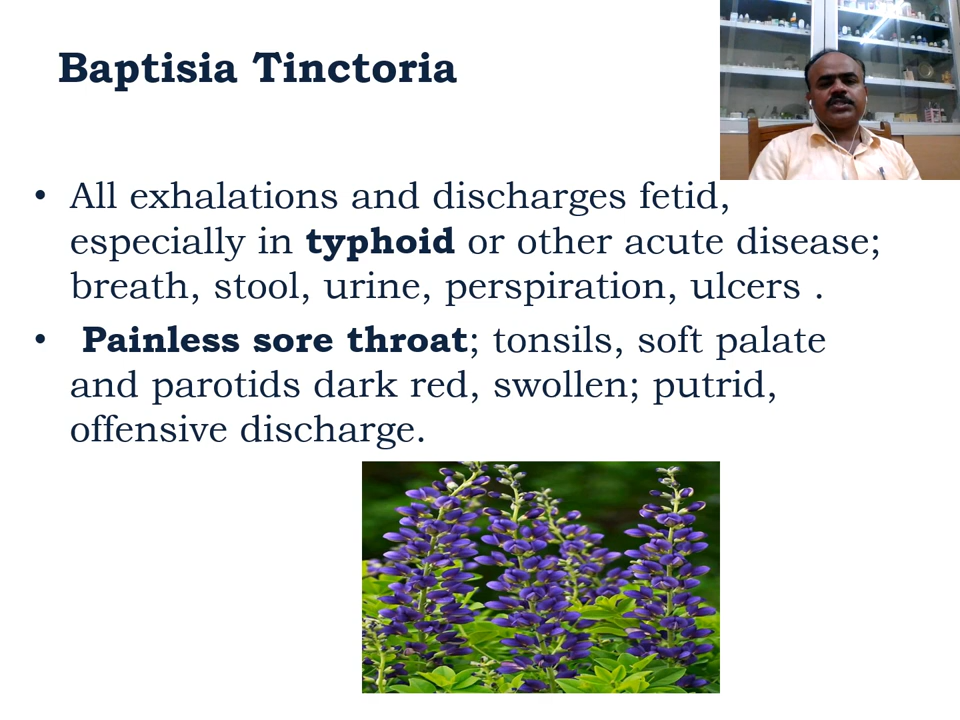 Baptisia Tinctoria
• All exhalations and discharges fetid,
especially in typhoid or other acute disease;
breath, stool, urine, perspiration, ulcers .
• Painless sore throat; tonsils, soft palate
and parotids dark red, swollen; putrid,
offensive discharge.